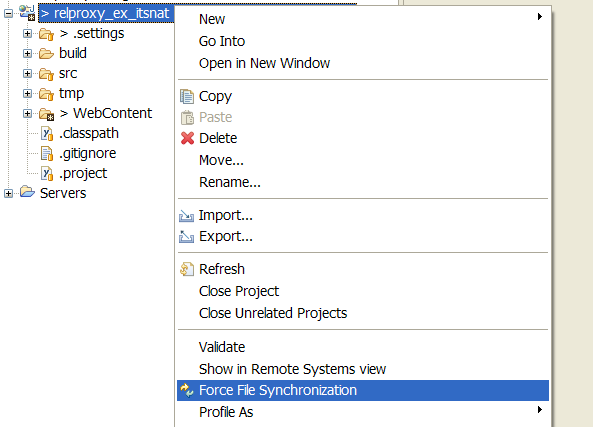 > relproxy_ex_itsnat
> .settings
build
src
tmp
> WebContent
.classpath
.gitignore
.project
Servers
New
Go Into
Open in New Window
Copy
Paste
Delete
Move...
Rename...
Import...
Export...
Refresh
Close Project
Close Unrelated Projects
Validate
Show in Remote Systems view
Force File Synchronization
Profile As